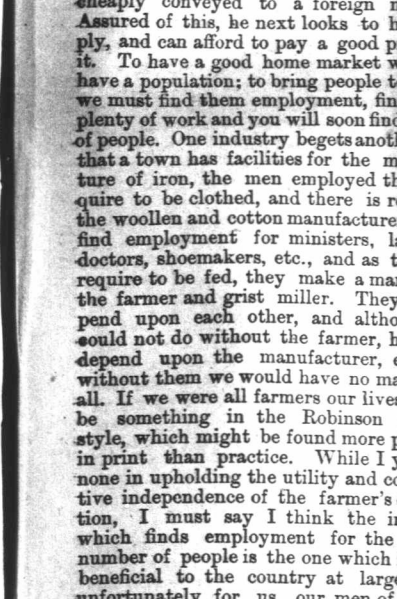 cheaply conveyed to a foreign
Assured of this, he next looks to
ply, and can afford to pay a good
it. To have a good home market
have a population; to bring people
we must find them employment,
plenty of work and you will soon
of people. One industry begets
that a town has facilities for the
ture of iron, the men employed
quire to be clothed, and there is
the woollen and cotton
find employment for ministers,
doctors, shoemakers, etc., and as
require to be fed, they make a
the farmer and grist miller. They
pend upon each other, and
could not do without the farmer,
depend upon the manufacturer,
without them we would have no
all. If we were all farmers our
be something in the Robinson
style, which might be found more
in print than practice. While I
none in upholding the utility and
tive independence of the farmer's
tion, I must say I think the
which finds employment for the
number of people is the one which
beneficial to the country at
unfortunately for us, our men of